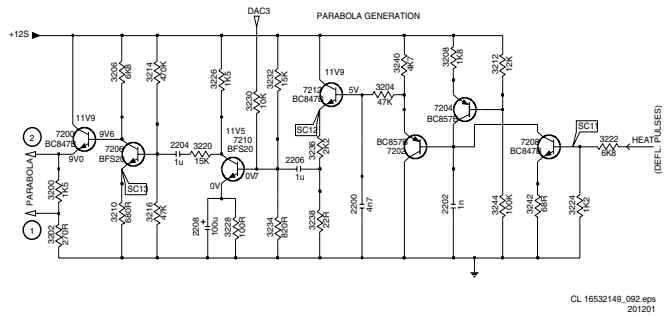 DAC3
PARABOLA GENERATION
+12S
3206
6K8
3214
470K
3226
1K5
3230
10K
3232
15K
11V9
7212
BC847B
5V
3204
47K
3240
4K7
3208
1K8
3212
12K
7204
BC857B
11V9
7200
BC847B
9V6
9V0
2
PARABOLA
1
7206
BFS20
SC13
2204
1u
3220
15K
11V5
7210
BFS20
0V
0V7
SC12
3236
2K2
2206
1u
BC857B
7202
7208
BC847B
SC11
3222
6K8
HEAT
(DEFL. PULSES)
3200
1K5
3202
270R
3210
680R
3216
47K
2208
100u
3228
100R
3234
820R
3238
22R
2200
4n7
2202
1n
3244
100K
3242
68R
3224
1K2
CL 16532149_092.eps
201201